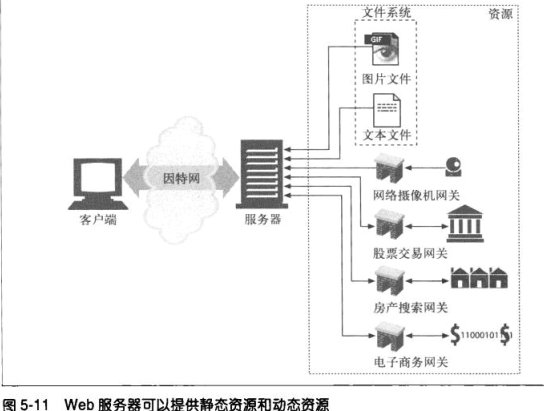 文件系统
资源
GIF
图片文件
文本文件
因特网
客户端
服务器
网络摄像机网关
股票交易网关
房产搜索网关
$11000101101$
电子商务网关
图 5-11 Web 服务器可以提供静态资源和动态资源